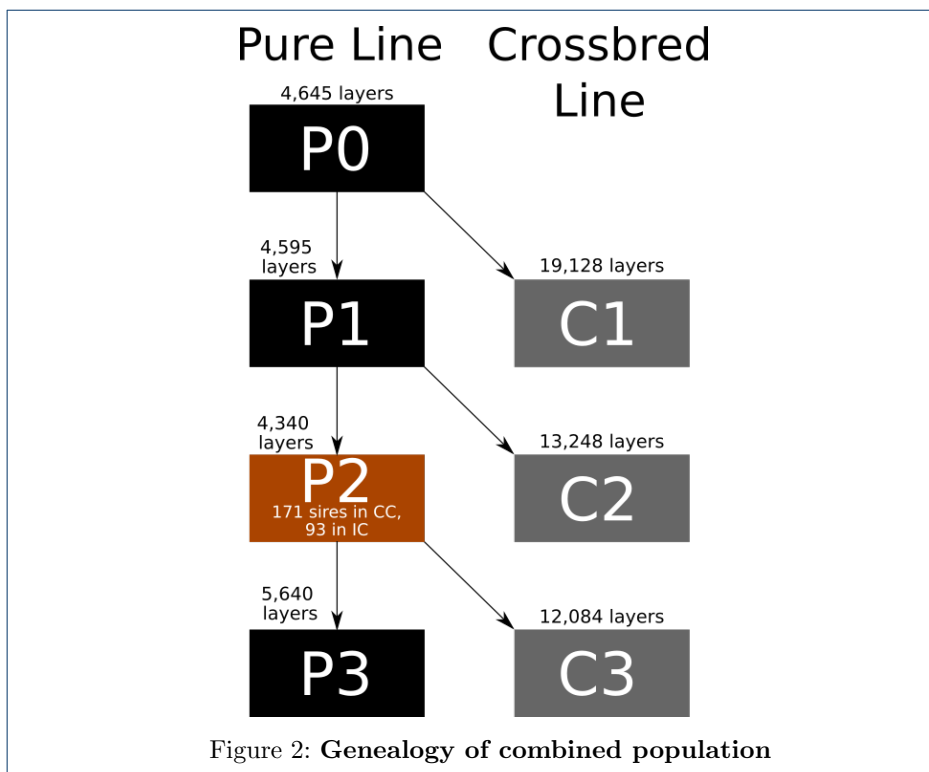 Pure Line
Crossbred
Line
4,645 layers
P0
4,595
layers
19,128 layers
P1
C1
4,340
layers
13,248 layers
P2
171 sires in CC,
93 in IC
C2
5,640
layers
12,084 layers
P3
C3
Figure 2: Genealogy of combined population